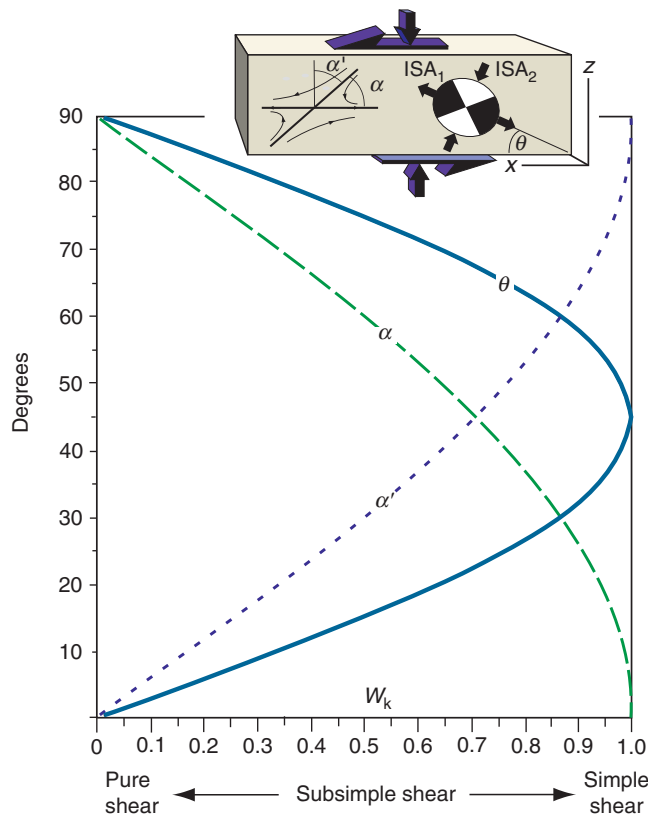 α'
α
ISA₁
ISA₂
z
θ
x
90
80
70
60
50
40
30
20
10
Degrees
θ
α
α'
Wₖ
0 0.1 0.2 0.3 0.4 0.5 0.6 0.7 0.8 0.9 1.0
Pure shear
Subsimple shear
Simple shear